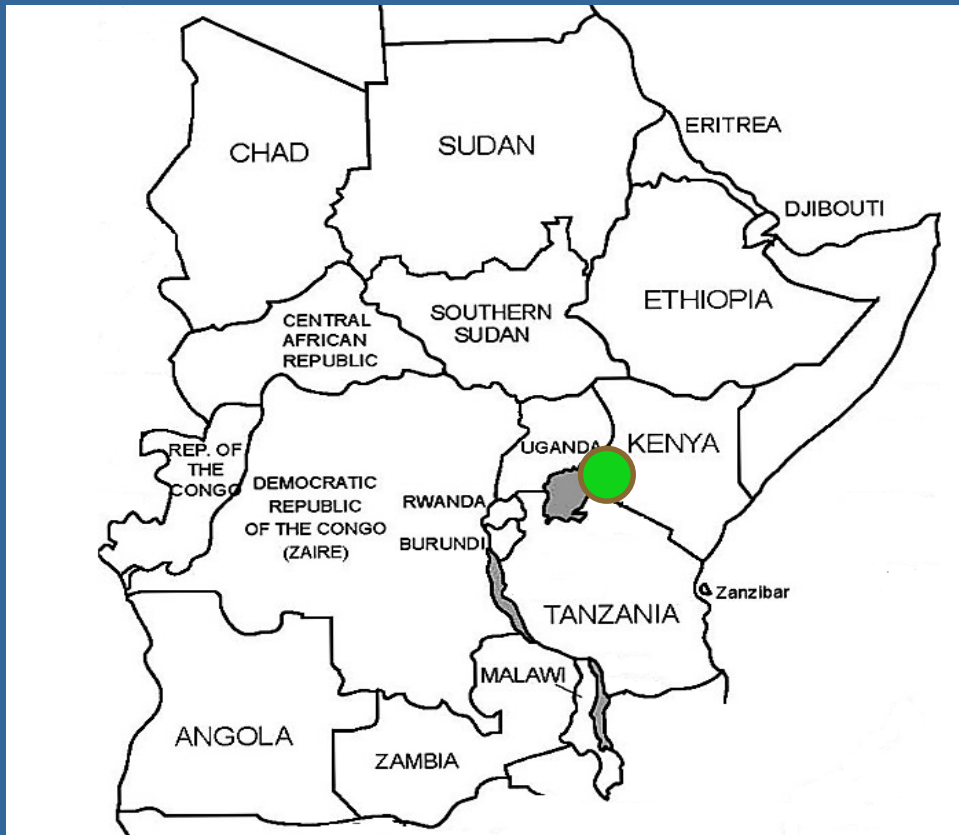 ERITREA
CHAD
SUDAN
DJIBOUTI
ETHIOPIA
SOUTHERN
SUDAN
CENTRAL
AFRICAN
REPUBLIC
UGANDA
KENYA
REP. OF
THE
CONGO
DEMOCRATIC
REPUBLIC
OF THE CONGO
(ZAIRE)
RWANDA
BURUNDI
Zanzibar
TANZANIA
MALAWI
ANGOLA
ZAMBIA